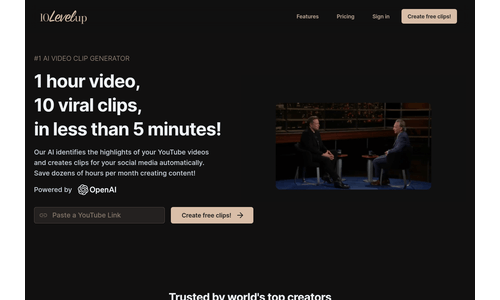 10Levelup
Features
Pricing
Sign in
Create free clips!
#1 AI VIDEO CLIP GENERATOR
1 hour video,
10 viral clips,
in less than 5 minutes!
Our AI identifies the highlights of your YouTube videos
and creates clips for your social media automatically.
Save dozens of hours per month creating content!
Powered by OpenAI
Paste a YouTube Link
Create free clips!
Trusted by world's top creators